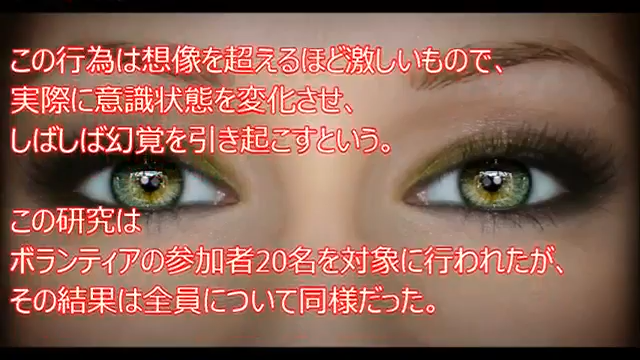 この行為は想像を超えるほど激しいもので、
実際に意識状態を変化させ、
しばしば幻覚を引き起こすという。
この研究は
ボランティアの参加者20名を対象に行われたが、
その結果は全員について同様だった。